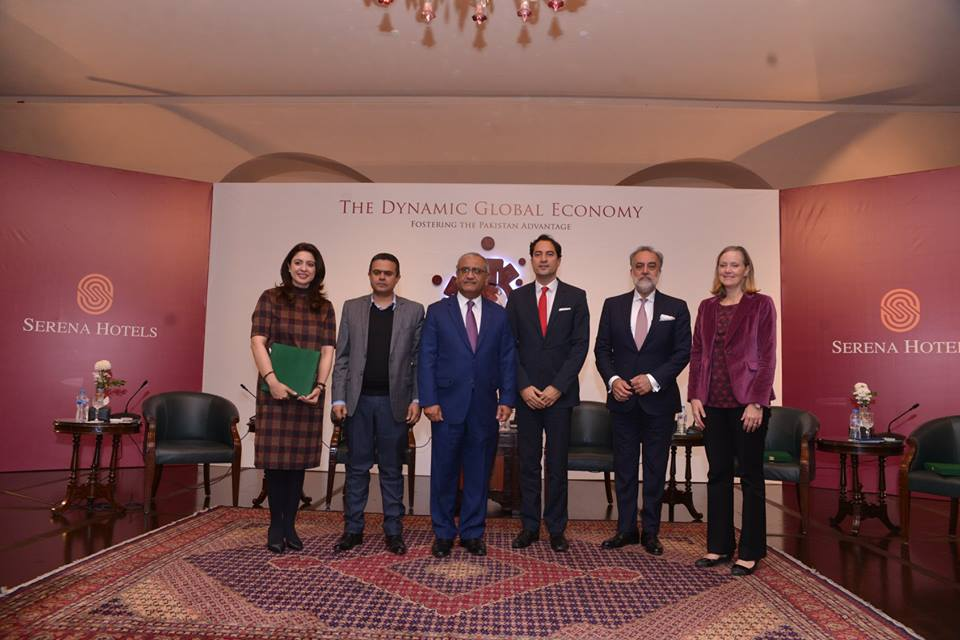 THE DYNAMIC GLOBAL ECONOMY
FOSTERING THE PAKISTAN ADVANTAGE
SERENA HOTELS
SERENA HOTEL